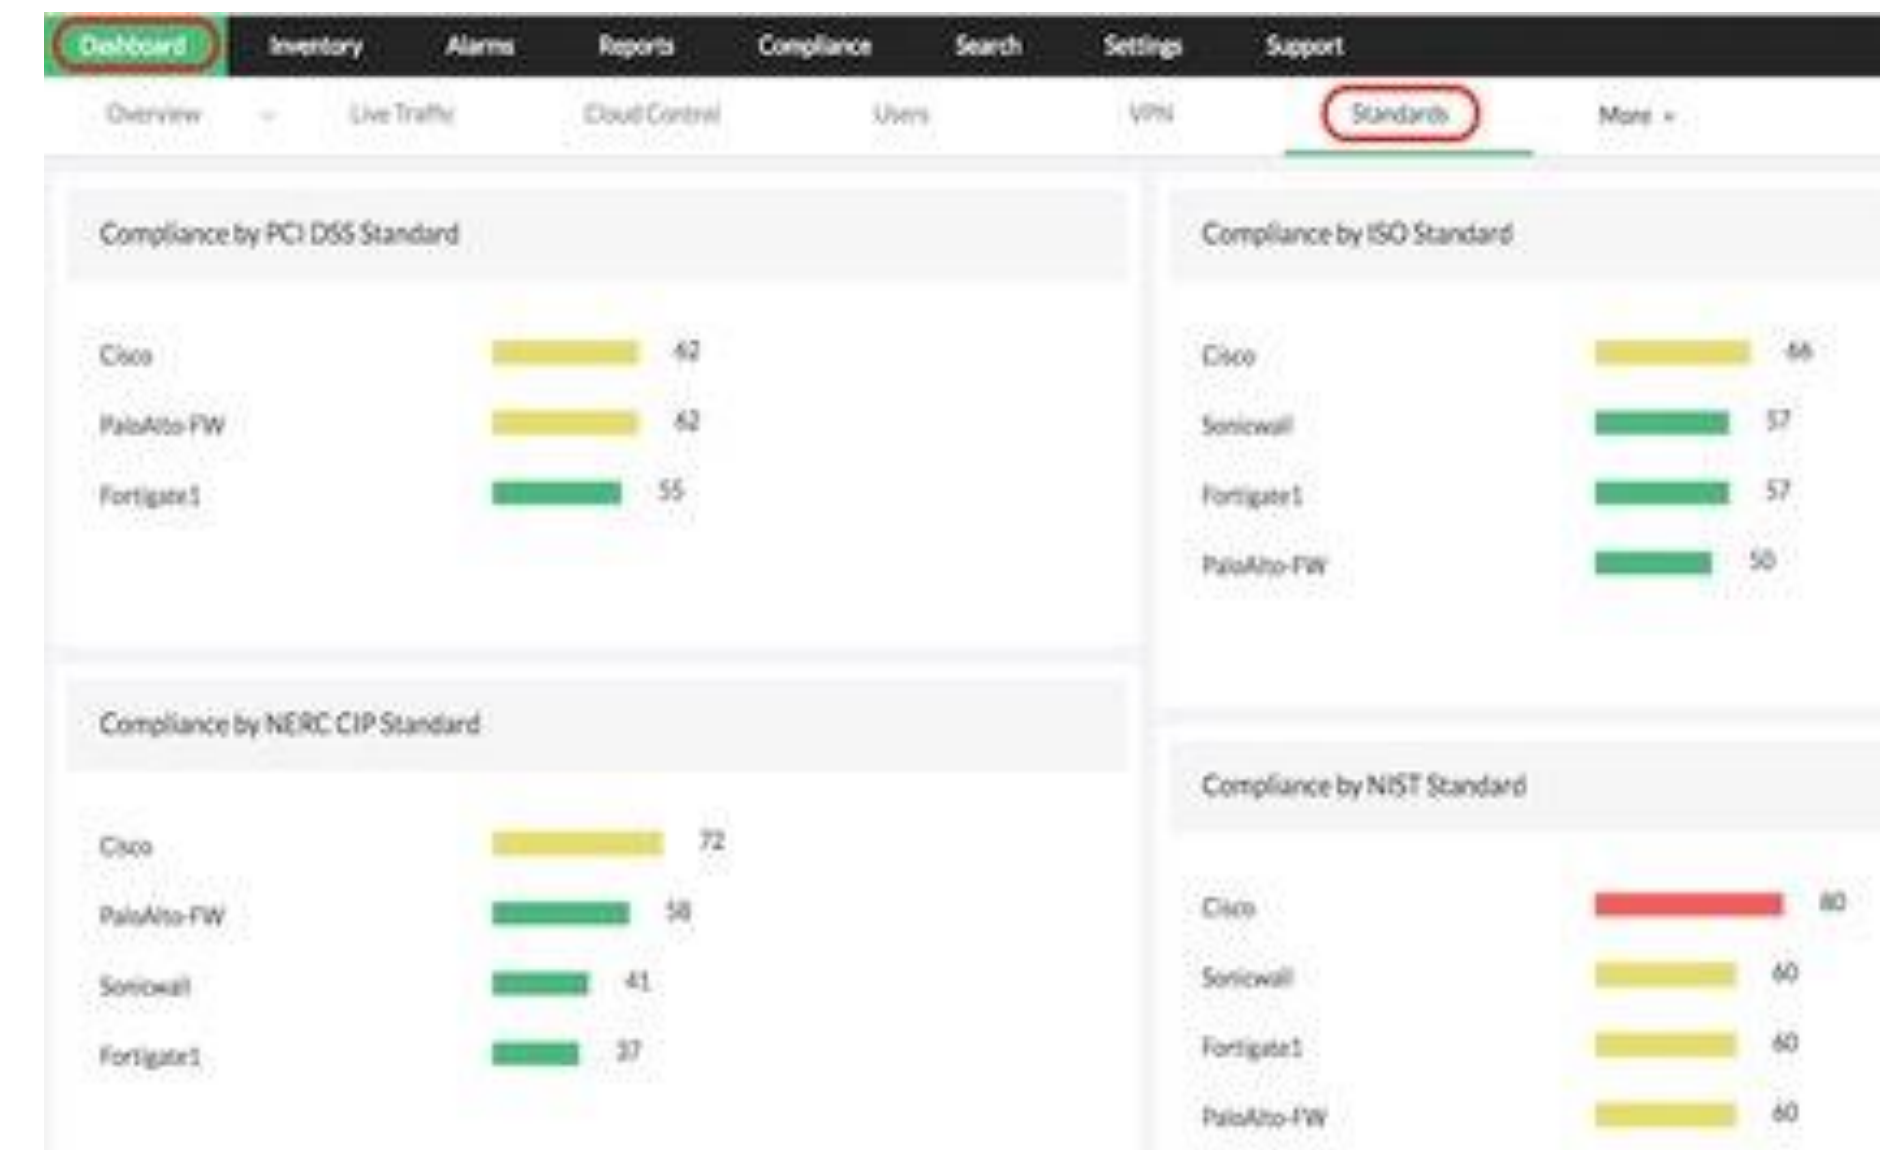 Dashboard Inventory Alarms Reports Compliance Search Settings Support
Overview Live Traffic Cloud Control Users VPN Standards More
Compliance by PCI DSS Standard
Cisco 62
PaloAlto-FW 62
Fortigate1 55
Compliance by ISO Standard
Cisco 66
Sonicwall 57
Fortigate1 57
PaloAlto-FW 50
Compliance by NERC CIP Standard
Cisco 72
PaloAlto-FW 58
Sonicwall 41
Fortigate1 37
Compliance by NIST Standard
Cisco 80
Sonicwall 60
Fortigate1 60
PaloAlto-FW 60